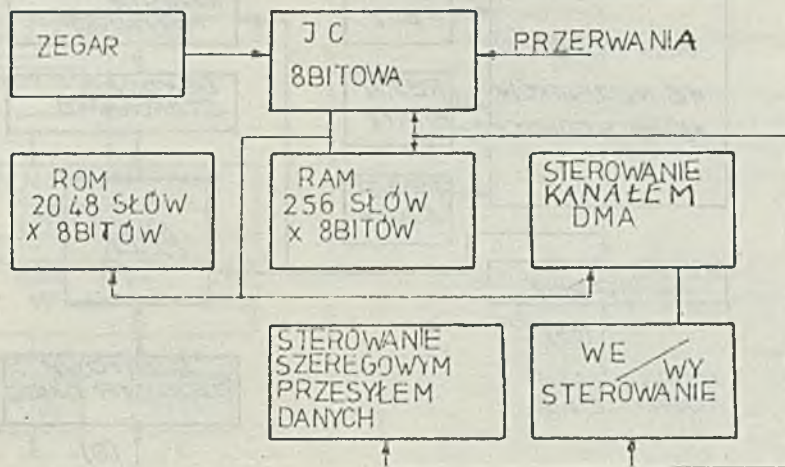 ZEGAR
JC
8BITOWA
PRZERWANIA
ROM
2048 SŁÓW
X 8BITÓW
RAM
256 SŁÓW
x 8BITÓW
STEROWANIE
KANAŁEM
DMA
STEROWANIE
SZEREGOWYM
PRZESYŁEM
DANYCH
WE / WY
STEROWANIE